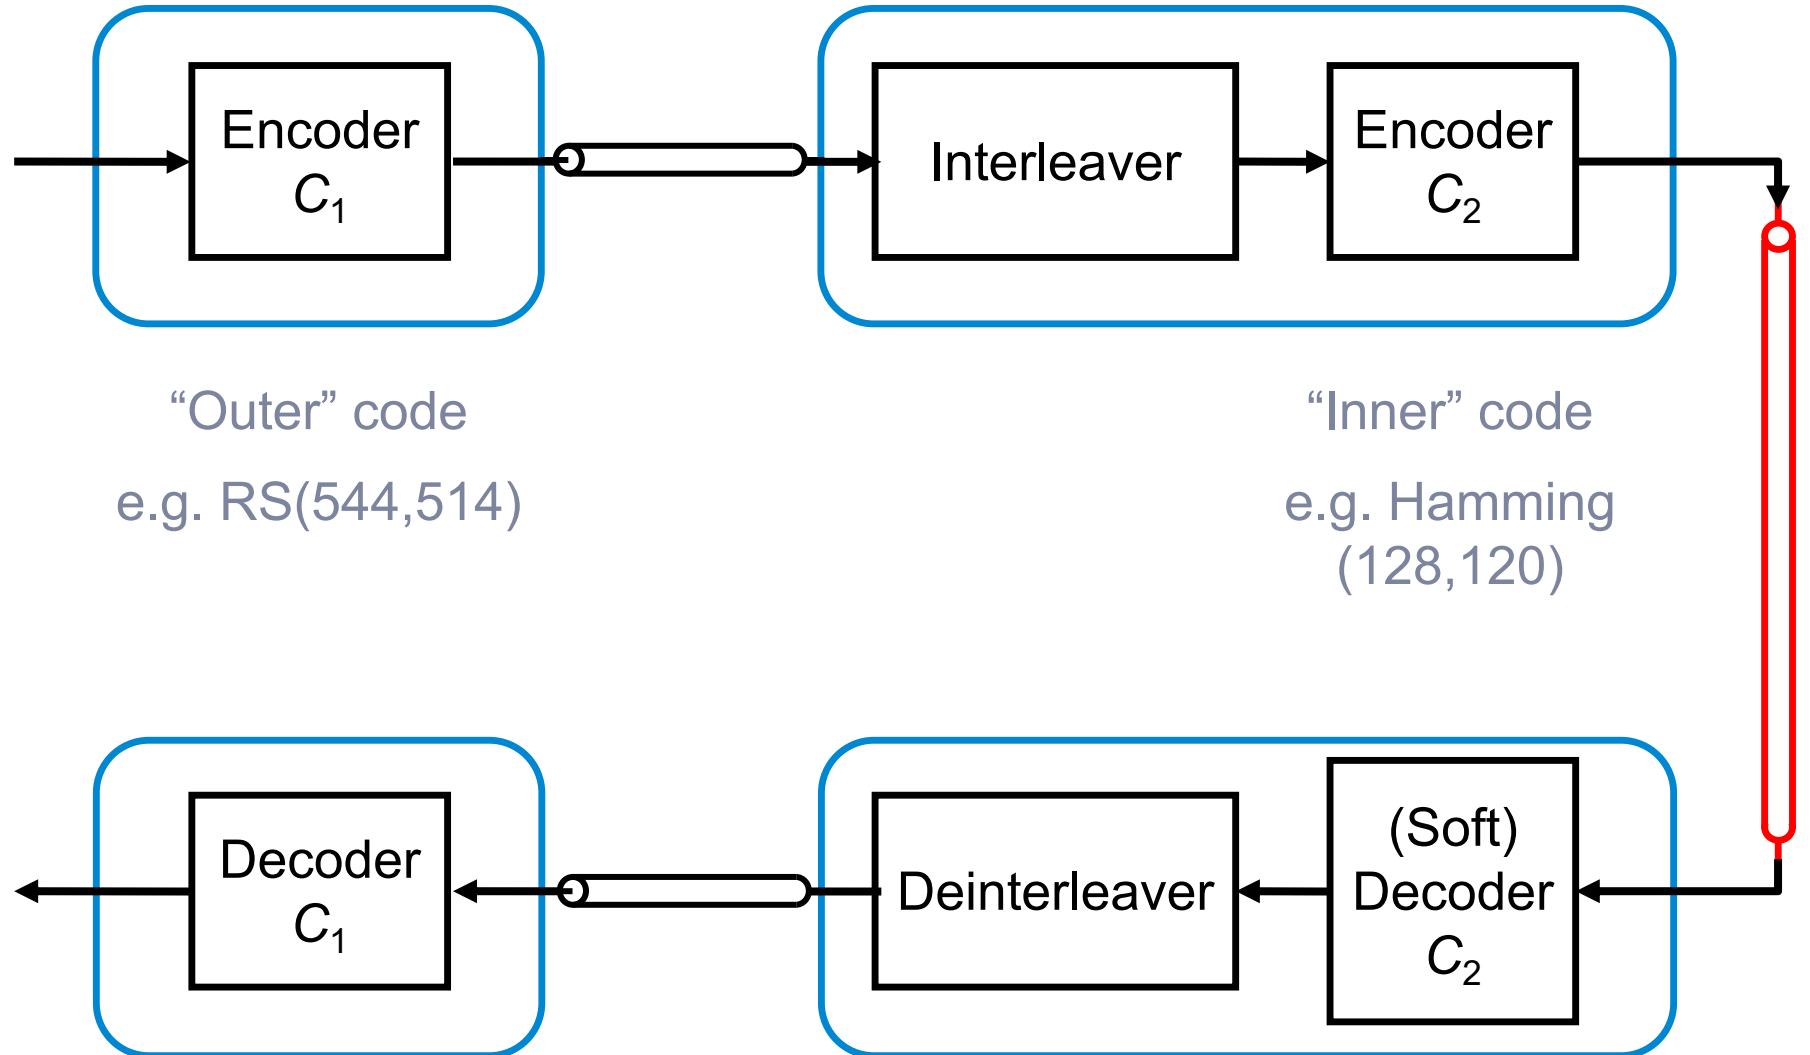 Encoder
C1
Interleaver
Encoder
C2
“Outer” code
e.g. RS(544,514)
“Inner” code
e.g. Hamming
(128,120)
Decoder
C1
Deinterleaver
(Soft)
Decoder
C2